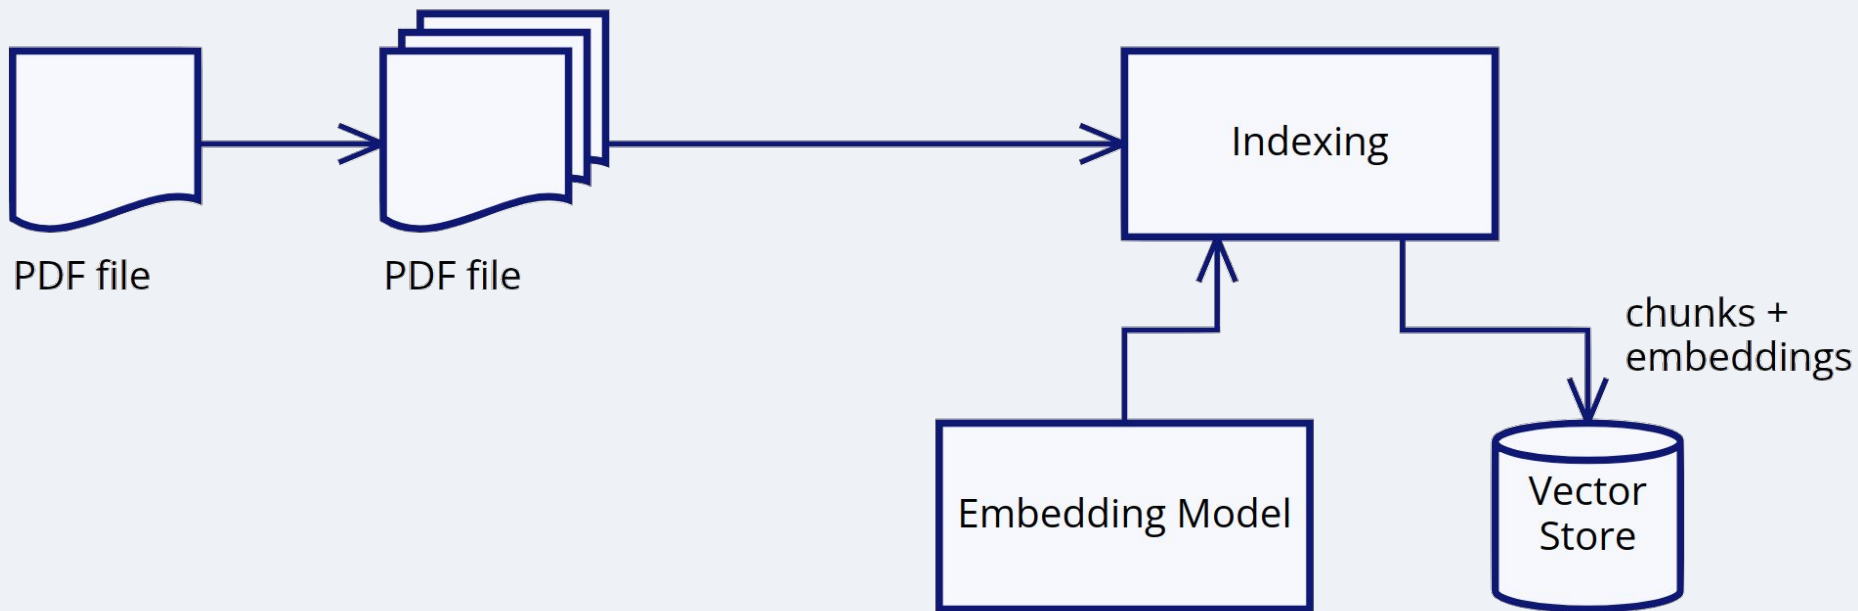 Indexing
PDF file
PDF file
chunks +
embeddings
Embedding Model
Vector
Store